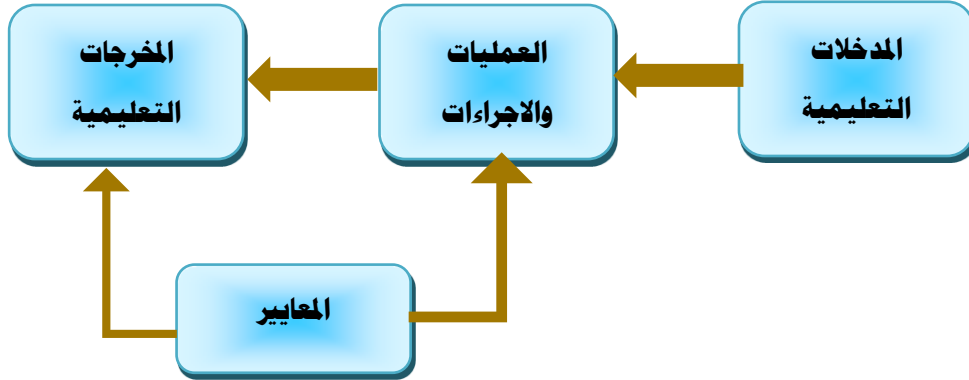 المدخلات
التعليمية
العمليات
والاجراءات
المخرجات
التعليمية
المعايير